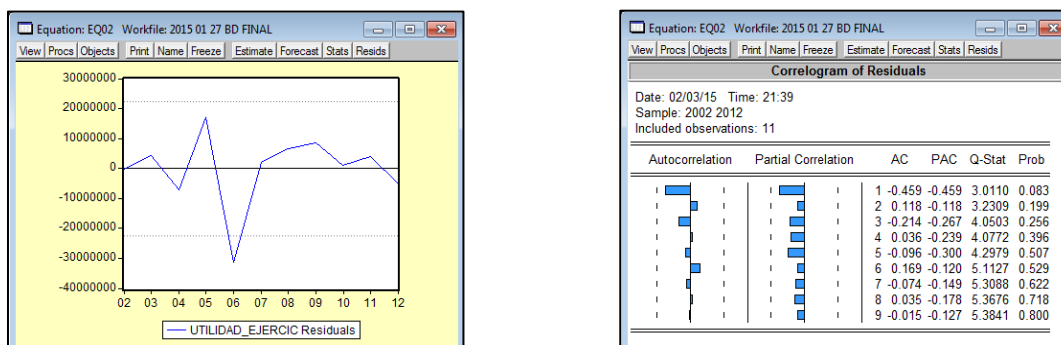 Equation: EQ02 Workfile: 2015 01 27 BD FINAL
View Procs Objects Print Name Freeze Estimate Forecast Stats Resids
30000000
20000000
10000000
0
-10000000
-20000000
-30000000
-40000000
02 03 04 05 06 07 08 09 10 11 12
UTILIDAD_EJERCIC Residuals
Equation: EQ02 Workfile: 2015 01 27 BD FINAL
View Procs Objects Print Name Freeze Estimate Forecast Stats Resids
Correlogram of Residuals
Date: 02/03/15 Time: 21:39
Sample: 2002 2012
Included observations: 11
Autocorrelation Partial Correlation AC PAC Q-Stat Prob
1 -0.459 -0.459 3.0110 0.083
2 0.118 -0.118 3.2309 0.199
3 -0.214 -0.267 4.0503 0.256
4 0.036 -0.239 4.0772 0.396
5 -0.096 -0.300 4.2979 0.507
6 0.169 -0.120 5.1127 0.529
7 -0.074 -0.149 5.3088 0.622
8 0.035 -0.178 5.3676 0.718
9 -0.015 -0.127 5.3841 0.800